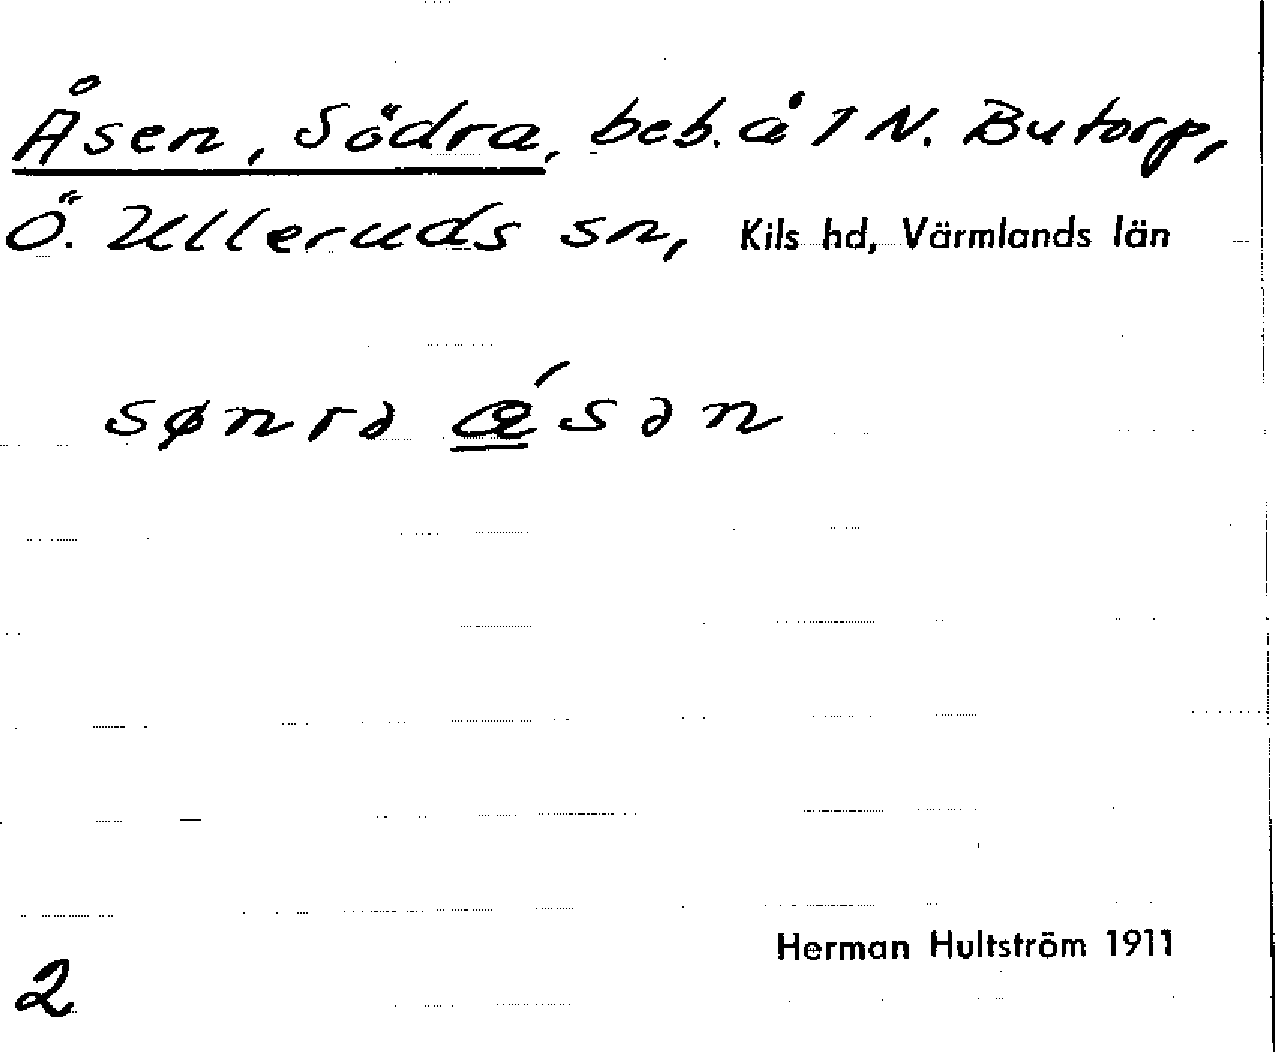 Åsen, Södra, beb. å 1 N. Butorp,
Ö. Ulleruds sn, Kils hd, Värmlands län
sønrə ǻsən
Herman Hultström 1911
2